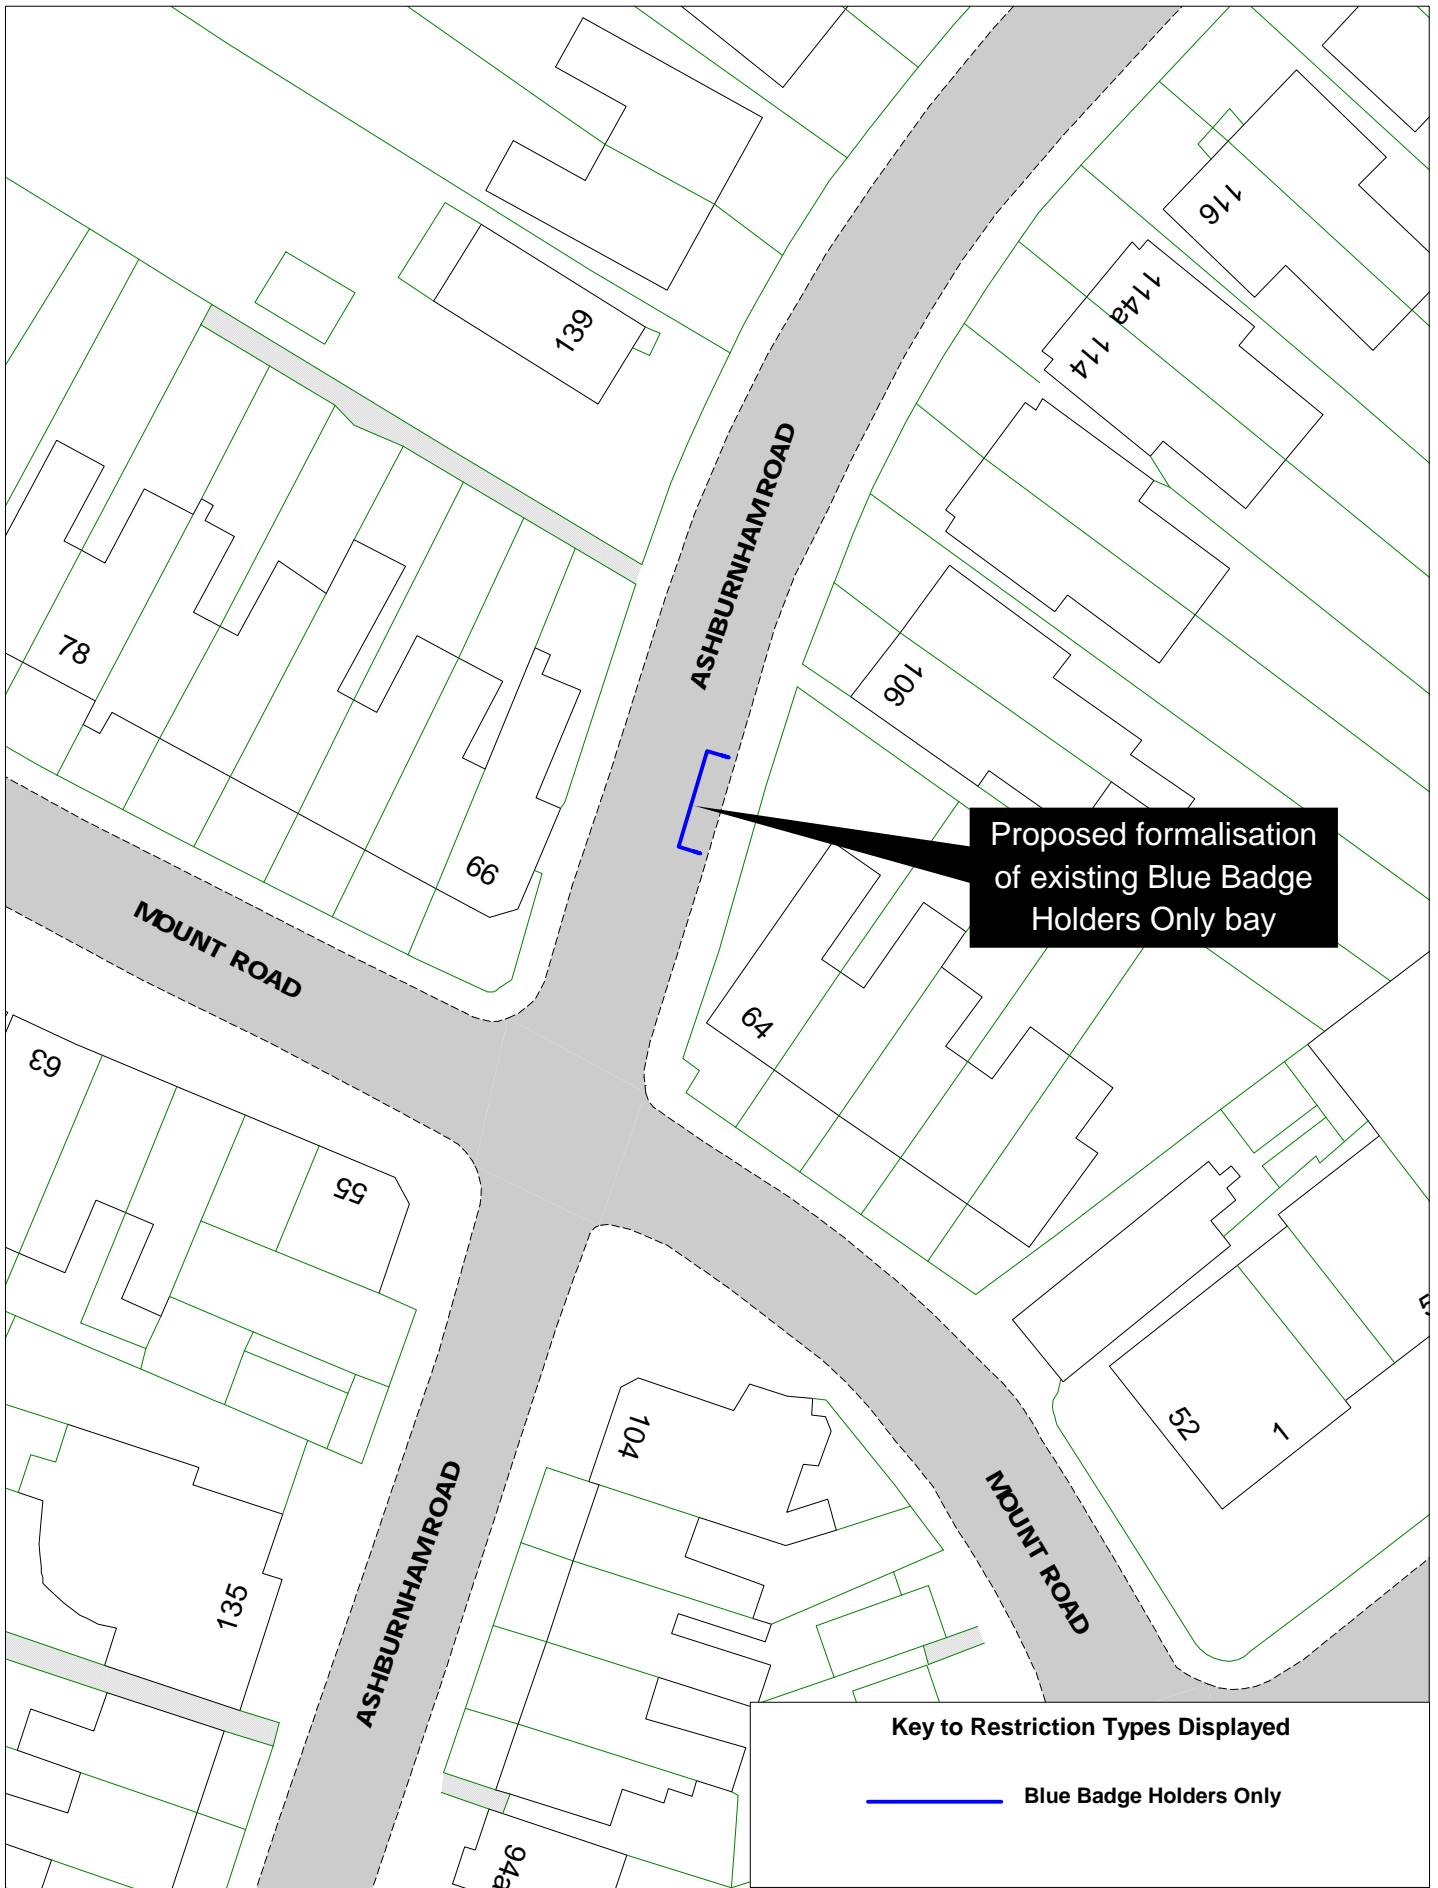 116
114a
114
139
ASHBURNHAM ROAD
78
106
Proposed formalisation
of existing Blue Badge
Holders Only bay
66
MOUNT ROAD
64
63
55
52
1
104
MOUNT ROAD
135
ASHBURNHAM ROAD
94a
Key to Restriction Types Displayed
Blue Badge Holders Only